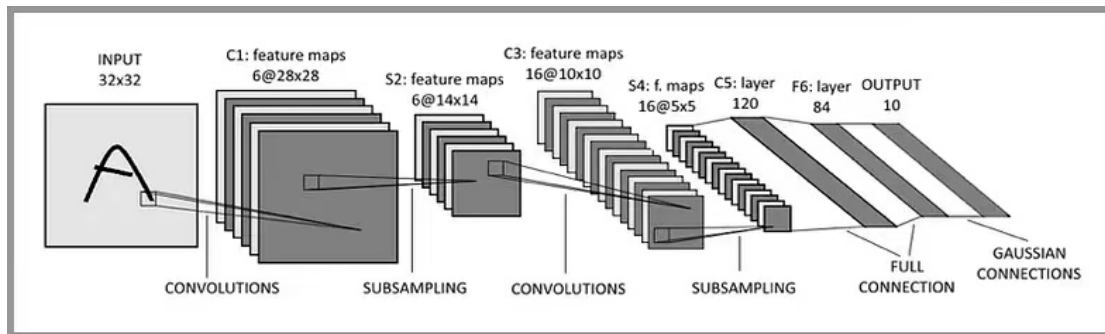 INPUT
32x32
C1: feature maps
6@28x28
S2: feature maps
6@14x14
C3: feature maps
16@10x10
S4: f. maps
16@5x5
C5: layer
120
F6: layer
84
OUTPUT
10
A
CONVOLUTIONS
SUBSAMPLING
CONVOLUTIONS
SUBSAMPLING
FULL
CONNECTION
GAUSSIAN
CONNECTIONS